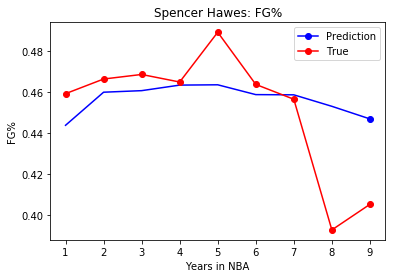 Spencer Hawes: FG%
Prediction
True
0.48
0.46
0.44
0.42
0.40
FG%
1 2 3 4 5 6 7 8 9
Years in NBA